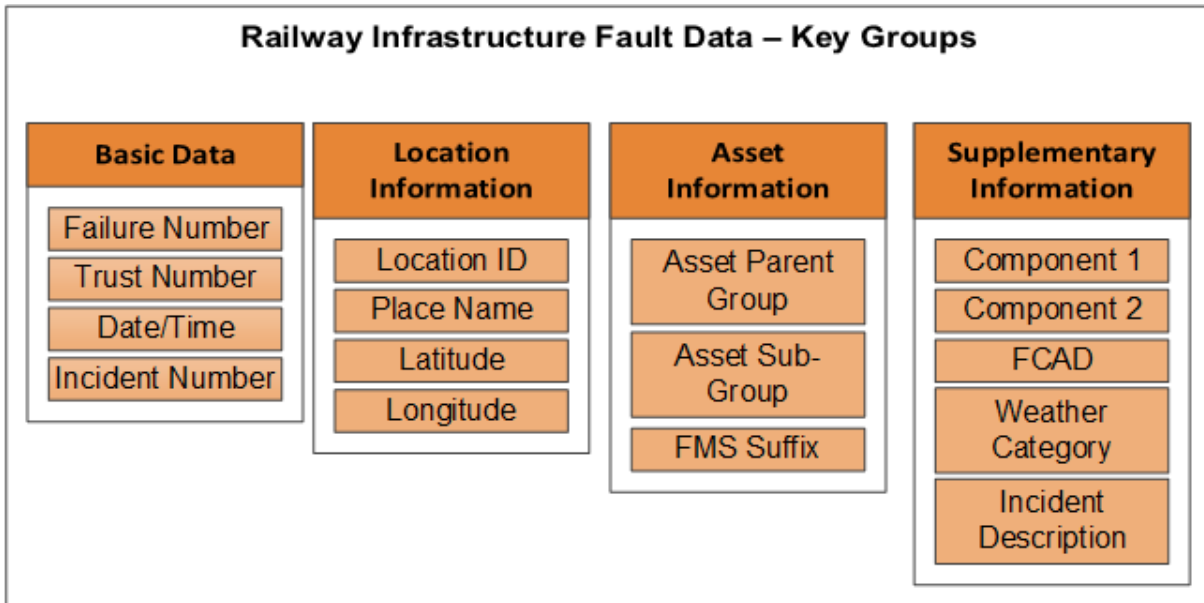 Railway Infrastructure Fault Data – Key Groups
Basic Data
Failure Number
Trust Number
Date/Time
Incident Number
Location
Information
Location ID
Place Name
Latitude
Longitude
Asset
Information
Asset Parent
Group
Asset Sub-
Group
FMS Suffix
Supplementary
Information
Component 1
Component 2
FCAD
Weather
Category
Incident
Description